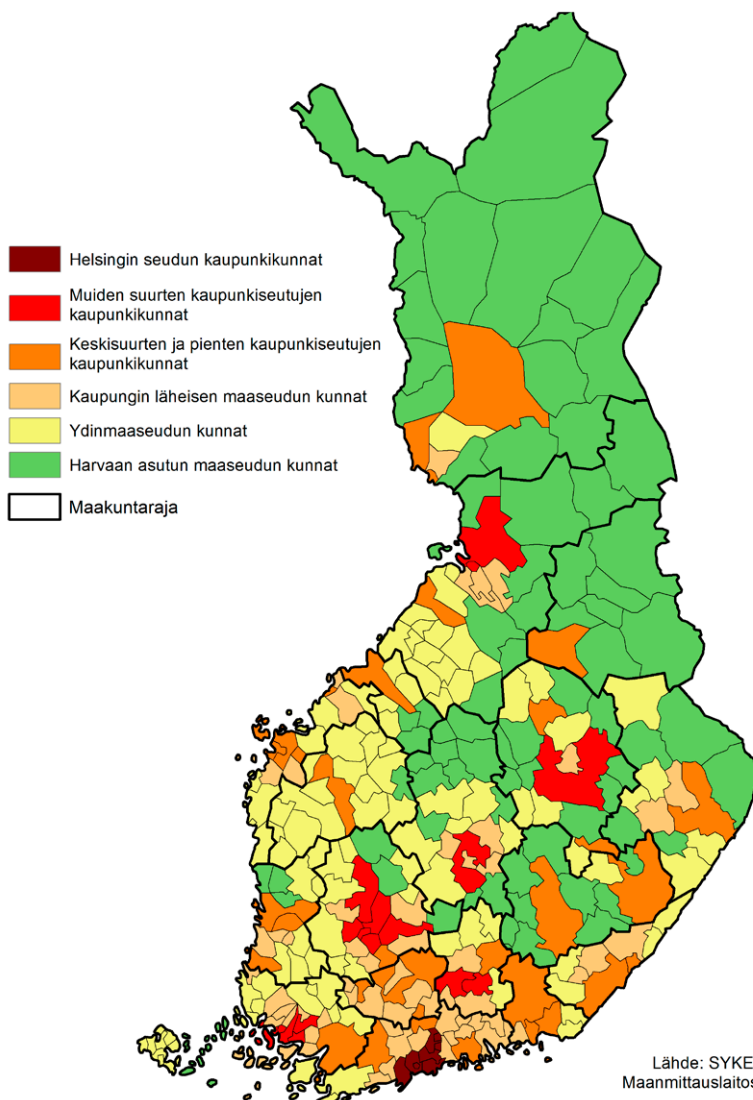 Helsingin seudun kaupunkikunnat
Muiden suurten kaupunkiseutujen
kaupunkikunnat
Keskisuurten ja pienten kaupunkiseutujen
kaupunkikunnat
Kaupungin läheisen maaseudun kunnat
Ydinmaaseudun kunnat
Harvaan asutun maaseudun kunnat
Maakuntaraja
Lähde: SYKE
Maanmittauslaitos